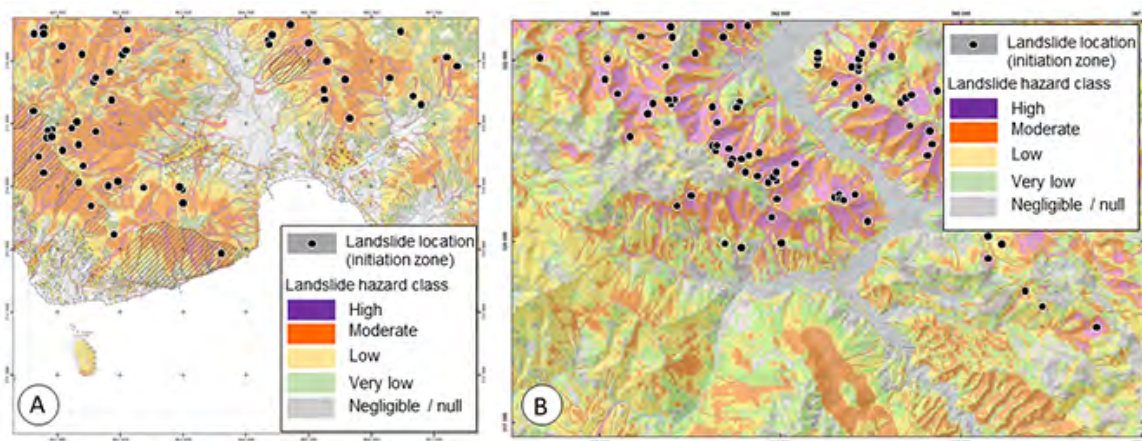 Landslide location
(initiation zone)
Landslide hazard class
High
Moderate
Low
Very low
Negligible / null
A
Landslide location
(initiation zone)
Landslide hazard class
High
Moderate
Low
Very low
Negligible / null
B